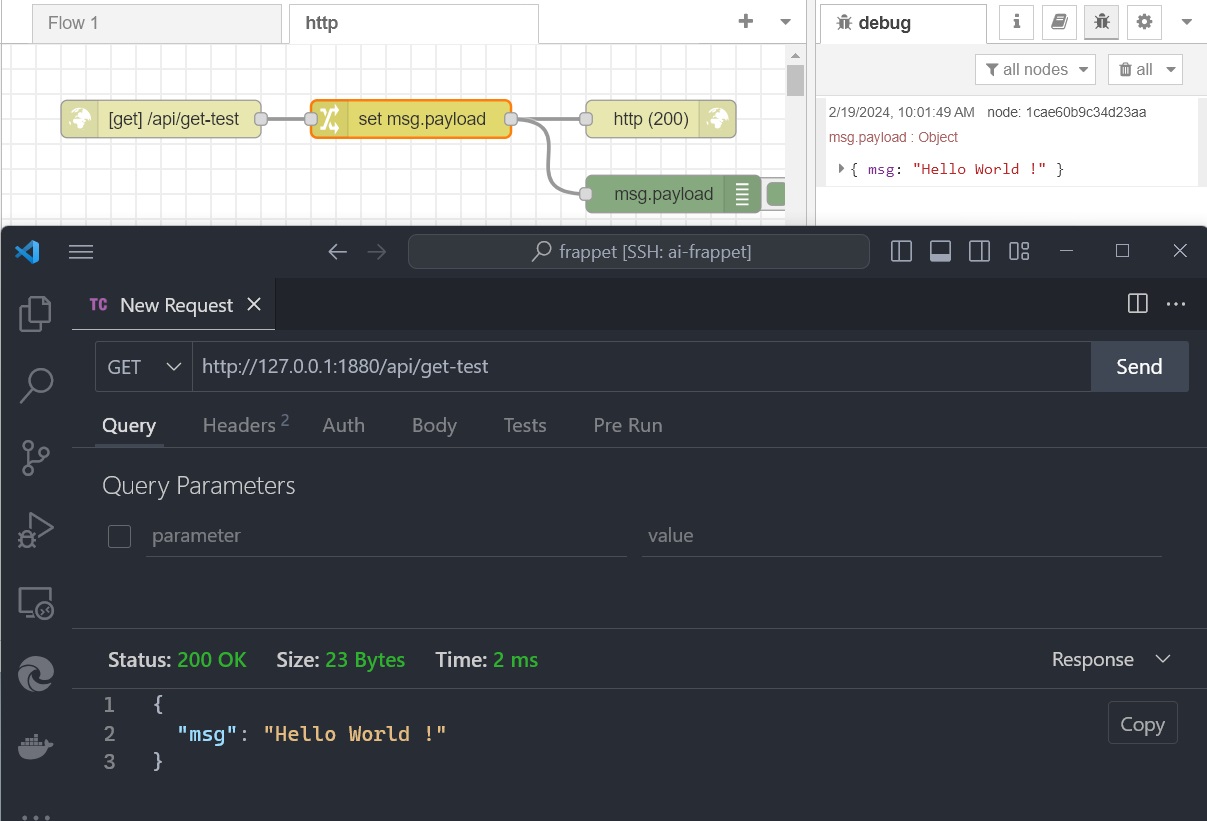 Flow 1
http
debug
all nodes
all
[get] /api/get-test
set msg.payload
http (200)
msg.payload
2/19/2024, 10:01:49 AM node: 1cae60b9c34d23aa
msg.payload : Object
{ msg: "Hello World !" }
frappet [SSH: ai-frappet]
TC New Request
GET
http://127.0.0.1:1880/api/get-test
Send
Query
Headers 2
Auth
Body
Tests
Pre Run
Query Parameters
parameter
value
Status: 200 OK Size: 23 Bytes Time: 2 ms
Response
1 {
2 "msg": "Hello World !"
3 }
Copy